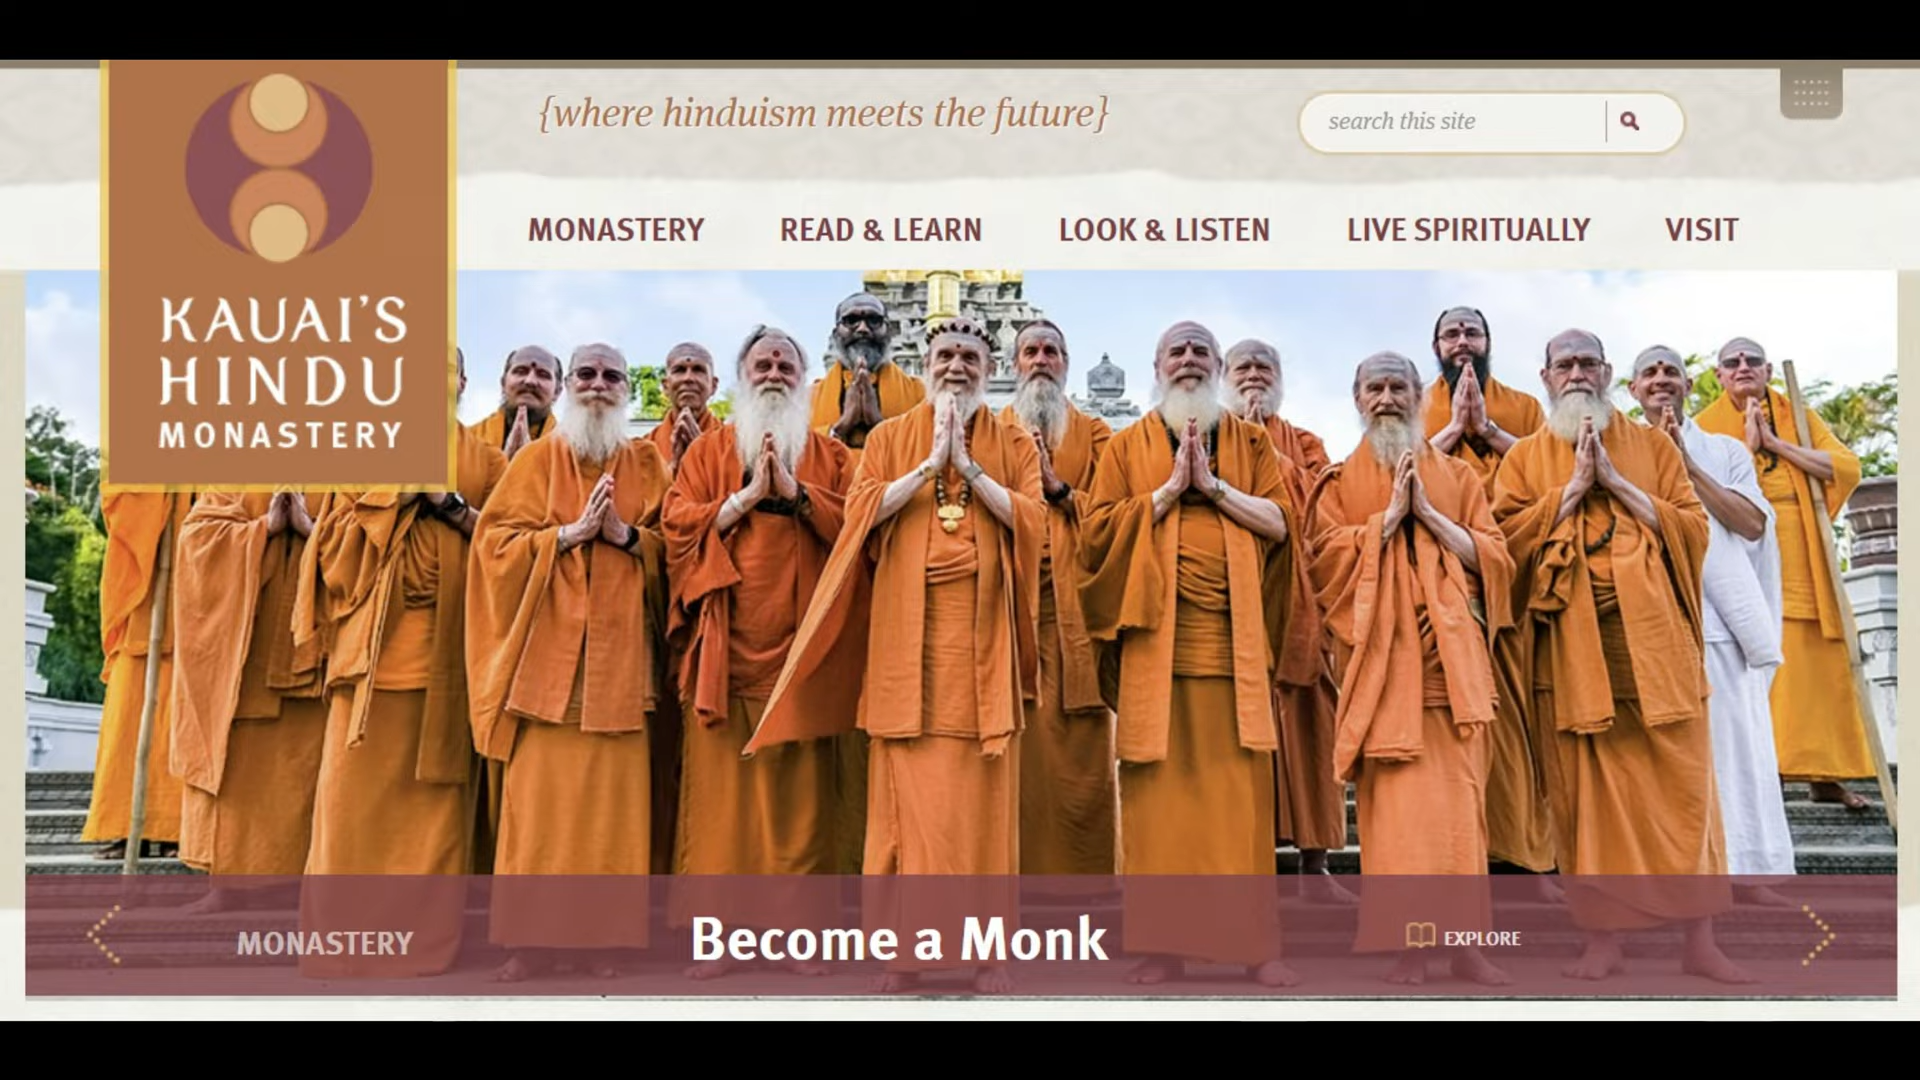 {where hinduism meets the future}
search this site
KAUAI'S
HINDU
MONASTERY
MONASTERY
READ & LEARN
LOOK & LISTEN
LIVE SPIRITUALLY
VISIT
MONASTERY
Become a Monk
EXPLORE